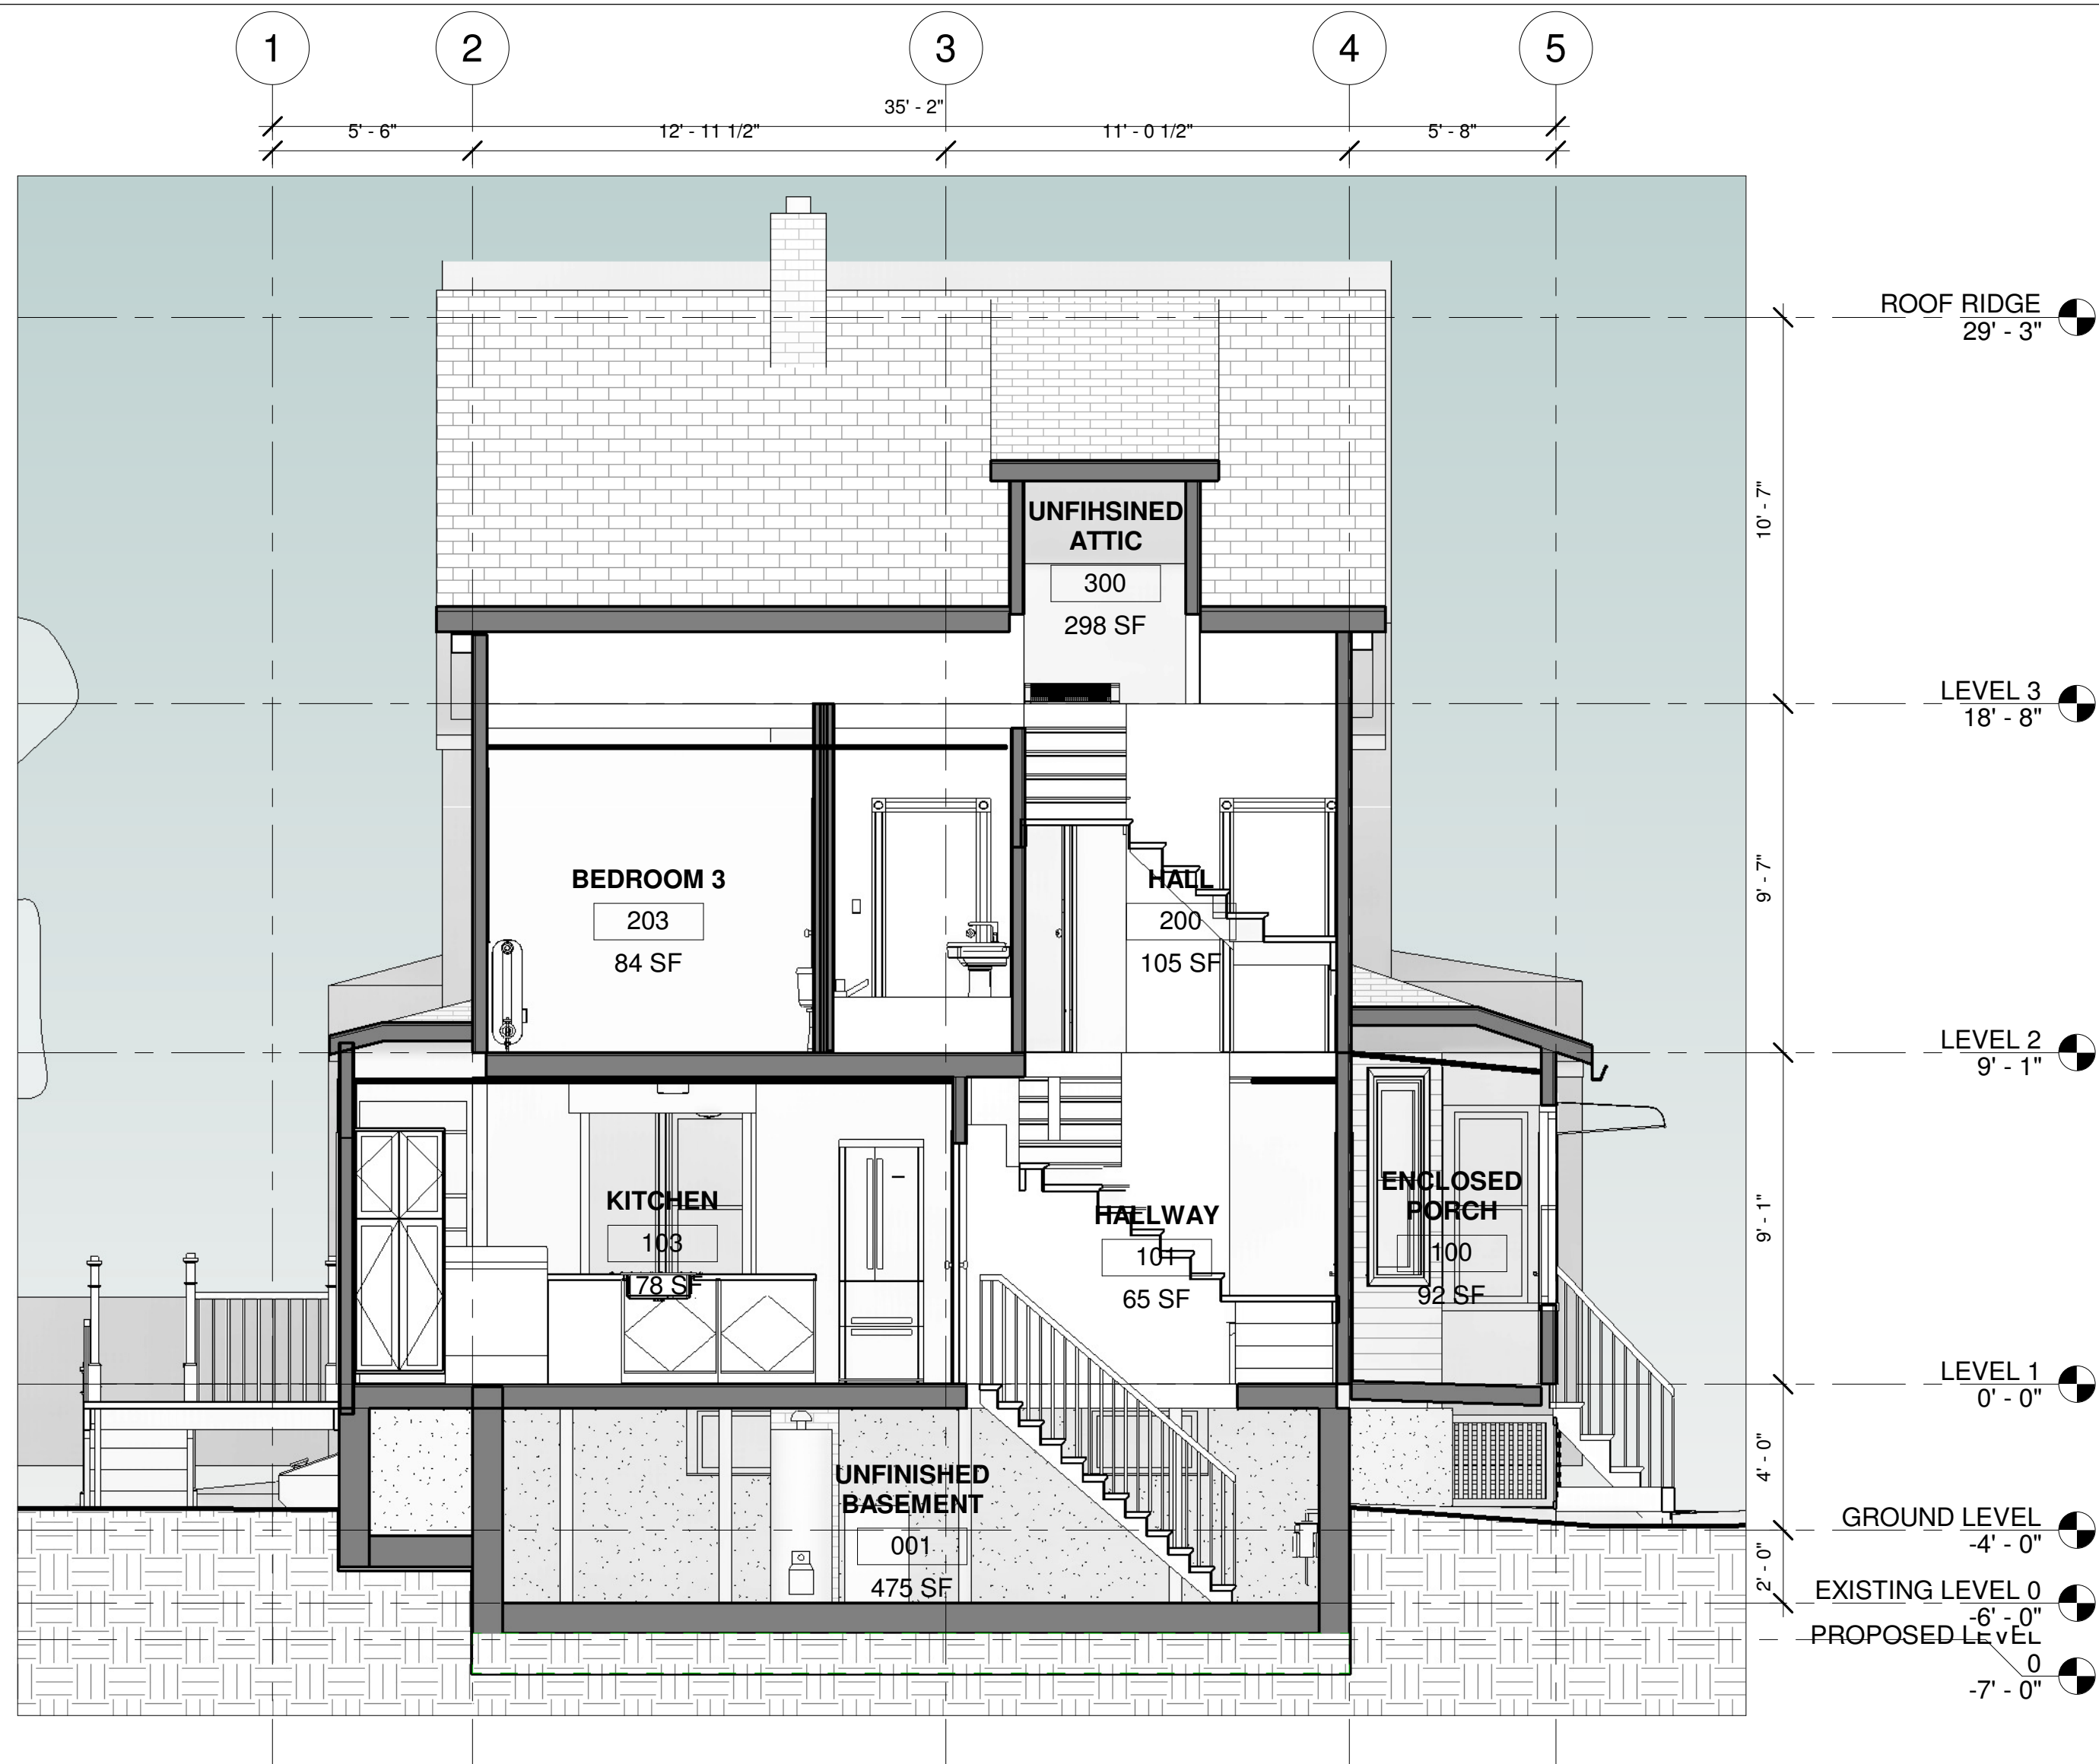 1 2 3 4 5
35' - 2"
5' - 6" 12' - 11 1/2" 11' - 0 1/2" 5' - 8"
ROOF RIDGE
29' - 3"
10' - 7"
UNFIHSINED
ATTIC
300
298 SF
LEVEL 3
18' - 8"
9' - 7"
BEDROOM 3
203
84 SF
HALL
200
105 SF
LEVEL 2
9' - 1"
9' - 1"
KITCHEN
103
78 SF
HALLWAY
101
65 SF
ENCLOSED
PORCH
100
92 SF
LEVEL 1
0' - 0"
4' - 0"
UNFINISHED
BASEMENT
001
475 SF
GROUND LEVEL
-4' - 0"
2' - 0"
EXISTING LEVEL 0
-6' - 0"
PROPOSED LEVEL
0
-7' - 0"